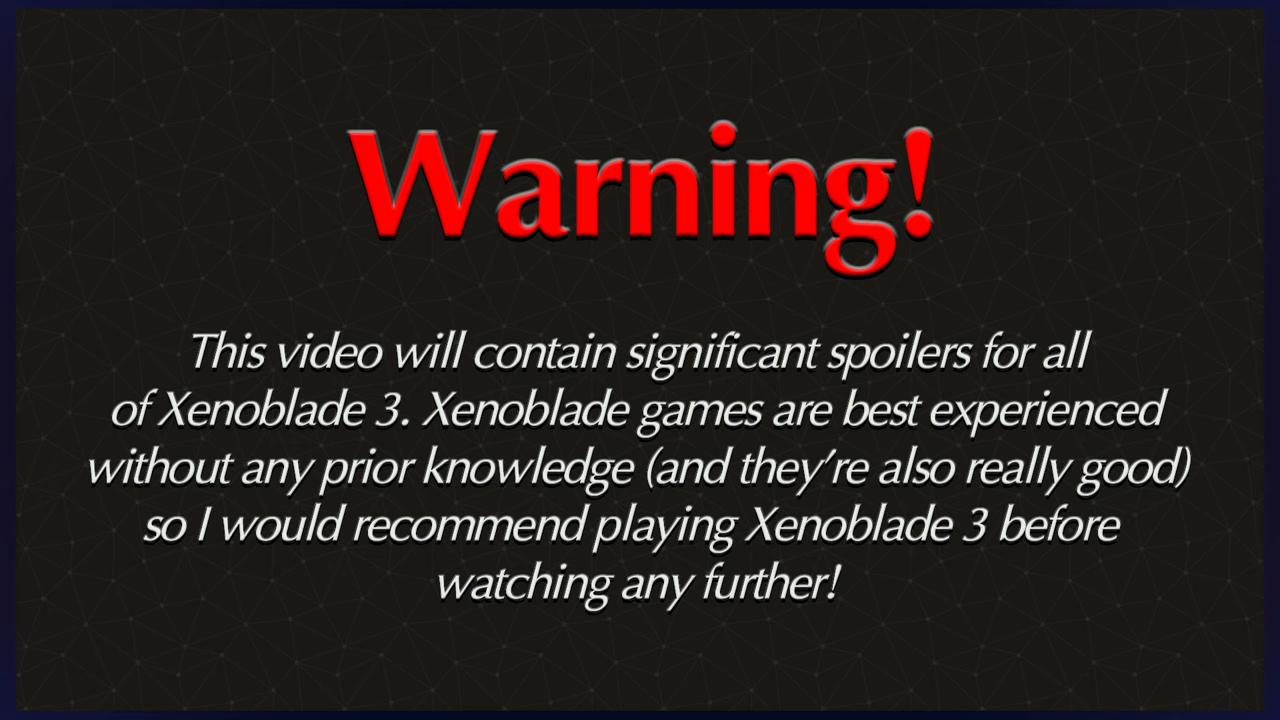 Warning!
This video will contain significant spoilers for all
of Xenoblade 3. Xenoblade games are best experienced
without any prior knowledge (and they’re also really good)
so I would recommend playing Xenoblade 3 before
watching any further!